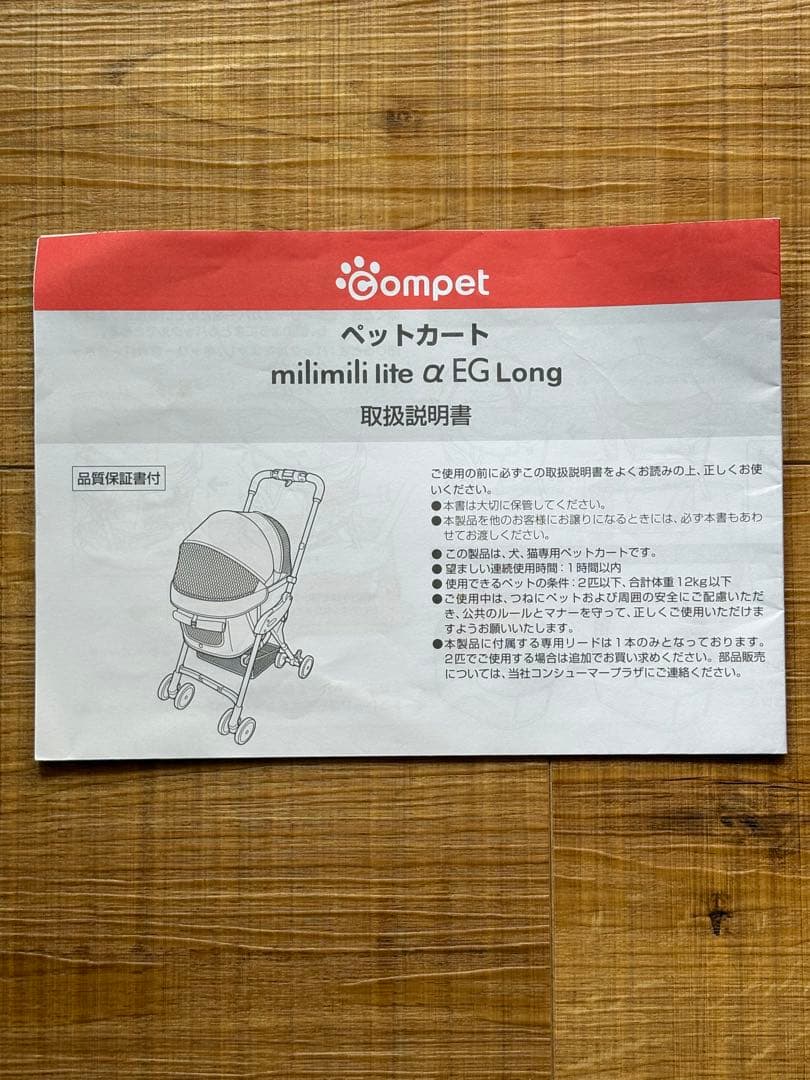 compet
ペットカート
milimili lite α EG Long
取扱説明書
品質保証書付
ご使用の前に必ずこの取扱説明書をよくお読みの上、正しくお使
いください。
●本書は大切に保管してください。
●本製品を他のお客様にお譲りになるときには、必ず本書もあわ
せてお渡しください。
●この製品は、犬、猫専用ペットカートです。
●望ましい連続使用時間：1時間以内
●使用できるペットの条件：2匹以下、合計体重12kg以下
●ご使用中は、つねにペットおよび周囲の安全にご配慮いただ
き、公共のルールとマナーを守って、正しくご使用いただけま
すようお願いいたします。
●本製品に付属する専用リードは1本のみとなっております。
2匹でご使用する場合は追加でお買い求めください。部品販売
については、当社コンシューマープラザにご連絡ください。